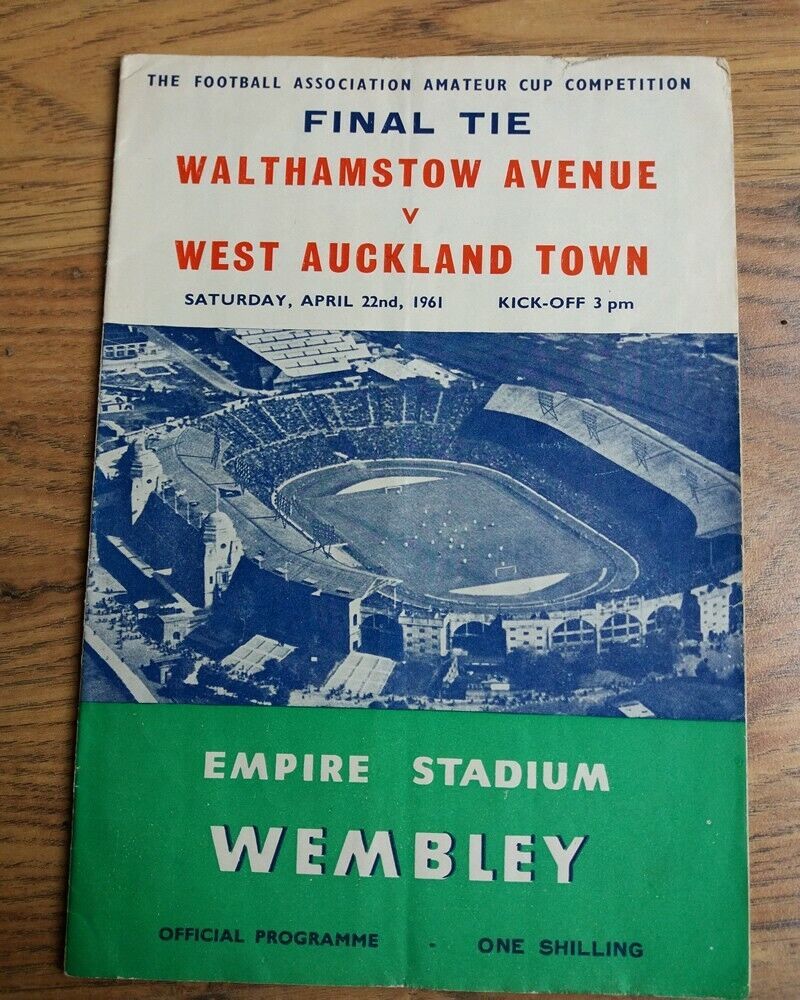 THE FOOTBALL ASSOCIATION AMATEUR CUP COMPETITION
FINAL TIE
WALTHAMSTOW AVENUE
V
WEST AUCKLAND TOWN
SATURDAY, APRIL 22nd, 1961 KICK-OFF 3 pm
EMPIRE STADIUM
WEMBLEY
OFFICIAL PROGRAMME - ONE SHILLING